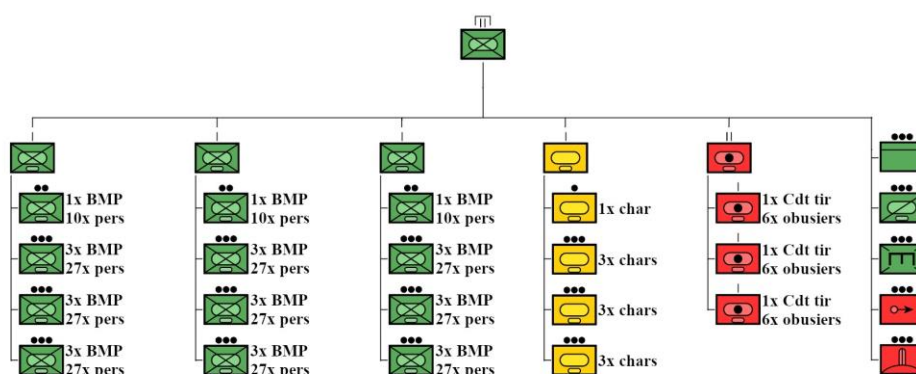 1x BMP
10x pers
1x BMP
10x pers
1x BMP
10x pers
1x char
1x Cdt tir
6x obusiers
3x BMP
27x pers
3x BMP
27x pers
3x BMP
27x pers
3x chars
1x Cdt tir
6x obusiers
3x BMP
27x pers
3x BMP
27x pers
3x BMP
27x pers
3x chars
1x Cdt tir
6x obusiers
3x BMP
27x pers
3x BMP
27x pers
3x BMP
27x pers
3x chars